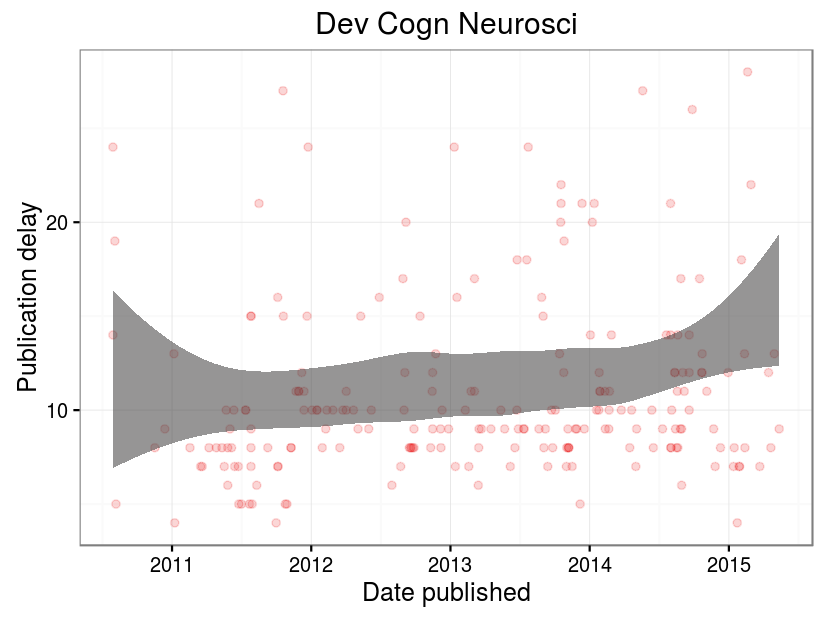 Dev Cogn Neurosci
Publication delay
20
10
2011 2012 2013 2014 2015
Date published